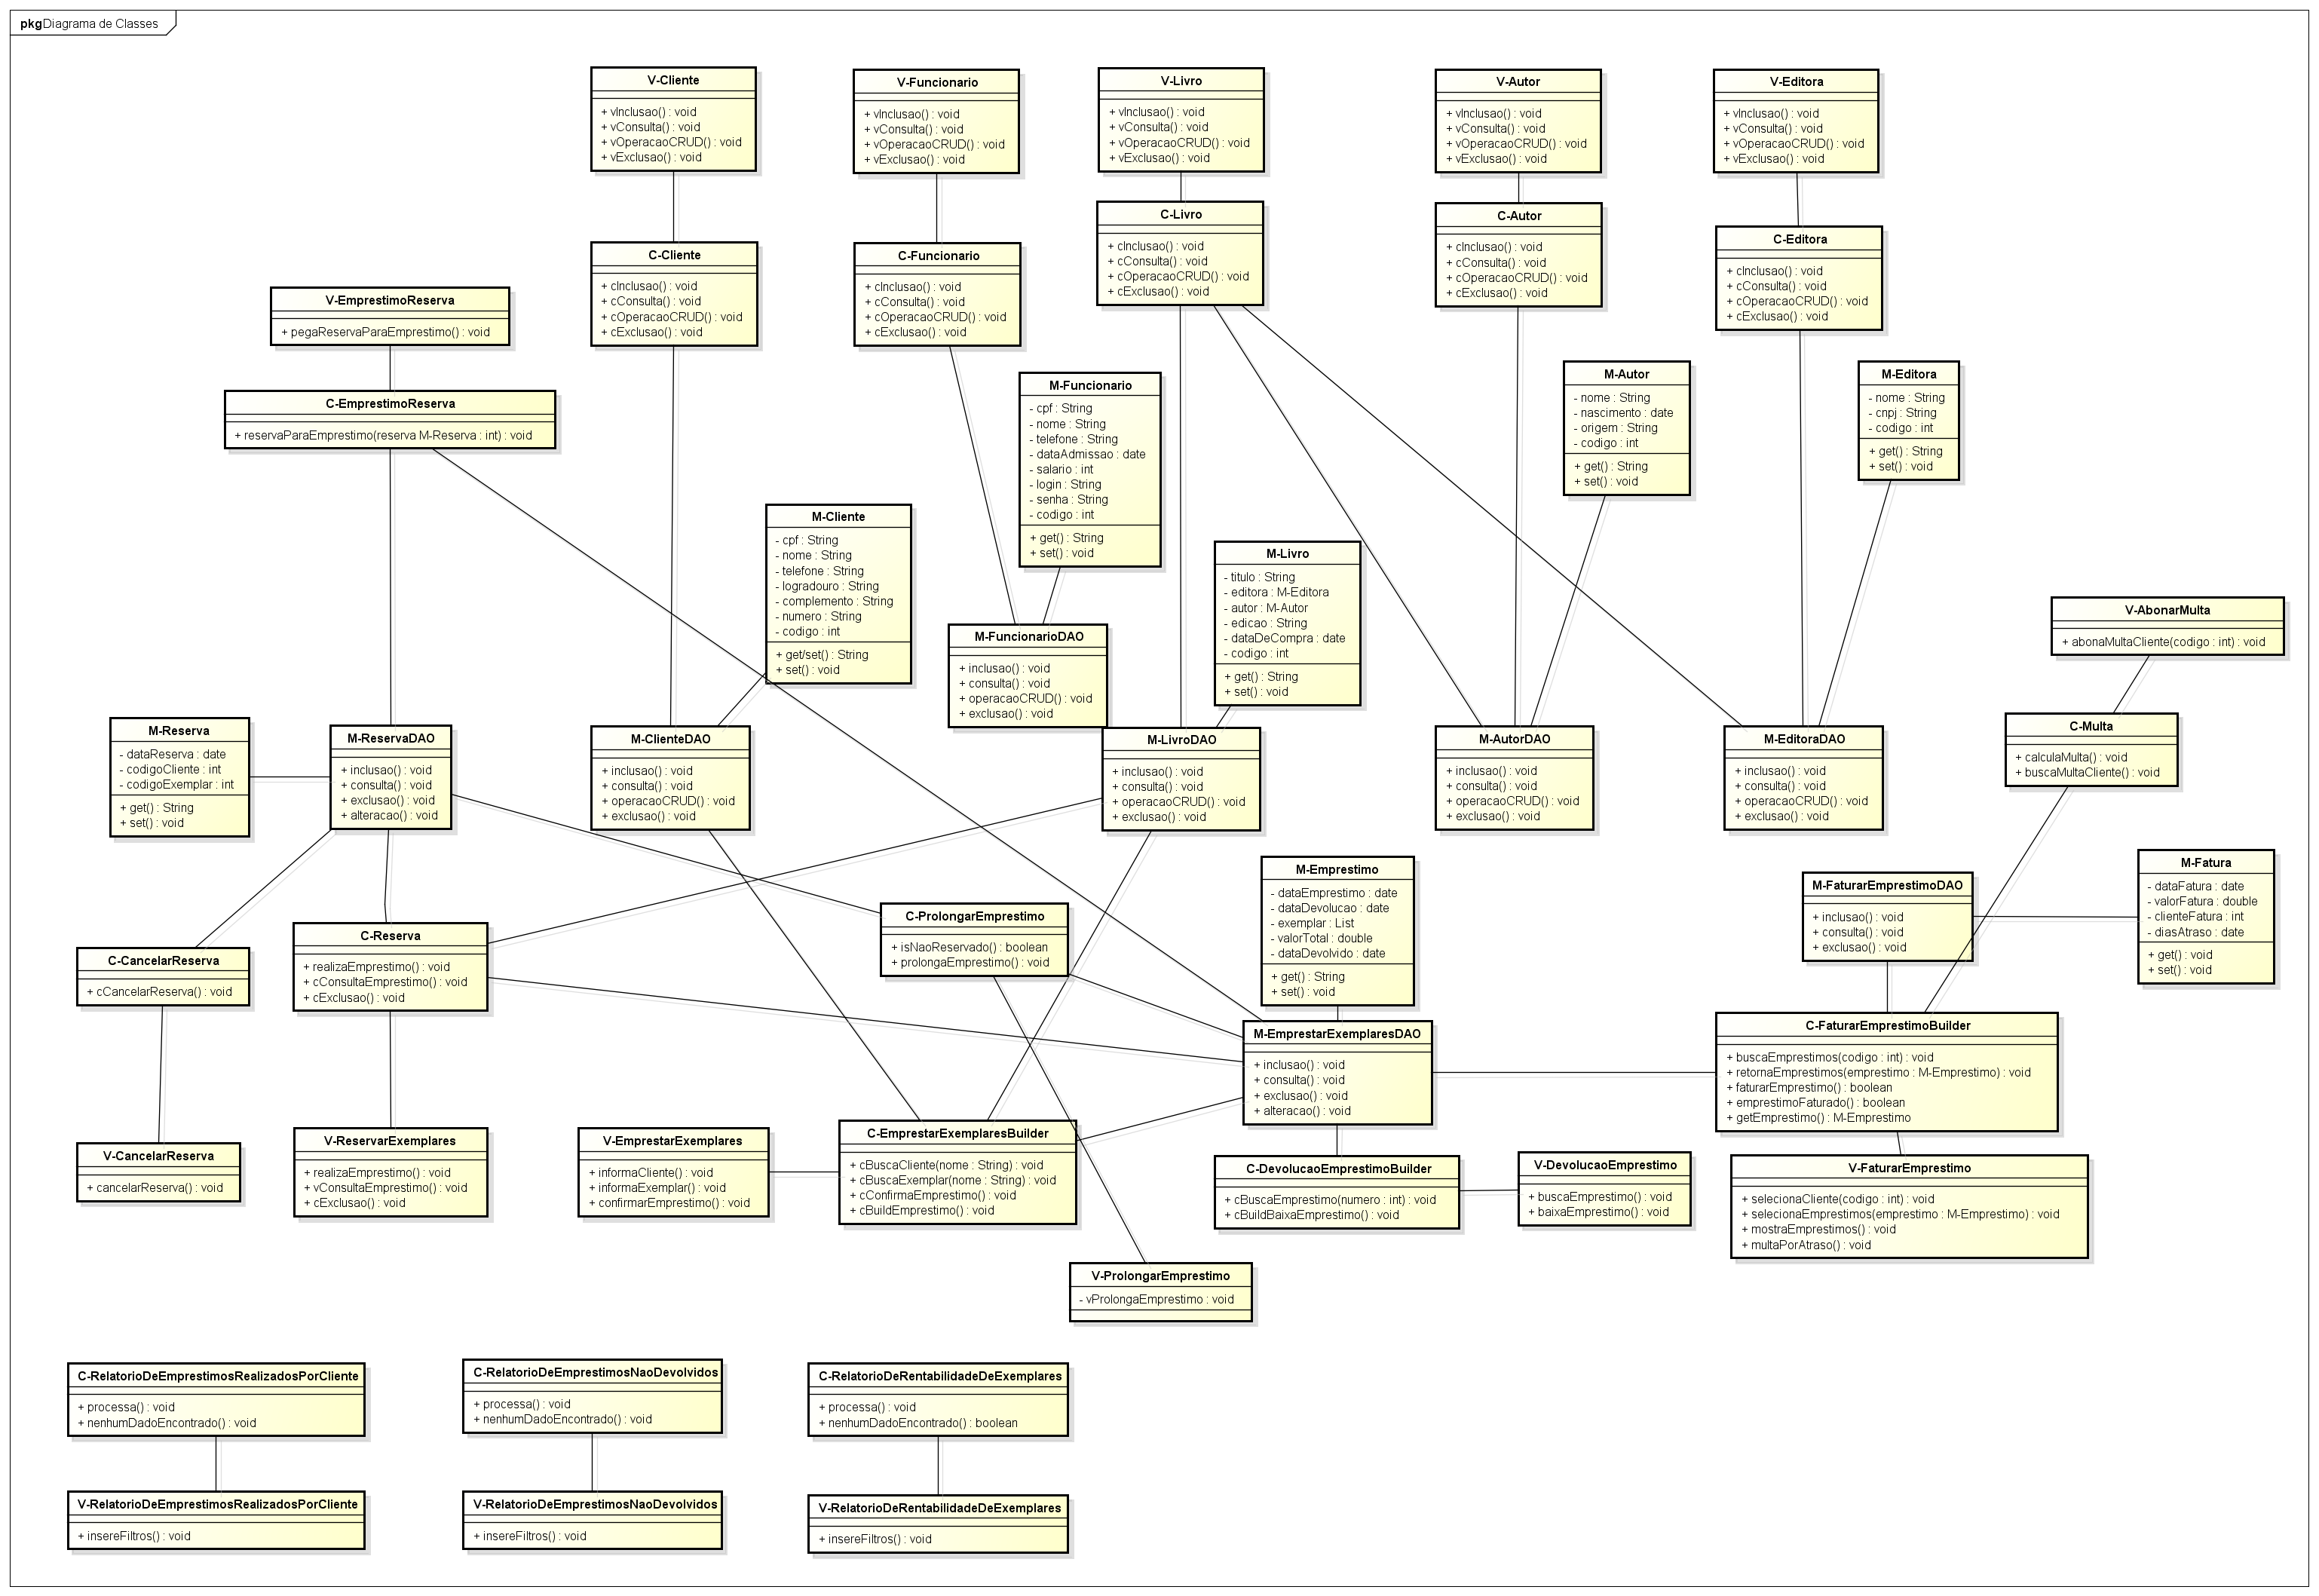 pkg Diagrama de Classes
V-Cliente
+ vInclusao() : void
+ vConsulta() : void
+ vOperacaoCRUD() : void
+ vExclusao() : void
V-Funcionario
+ vInclusao() : void
+ vConsulta() : void
+ vOperacaoCRUD() : void
+ vExclusao() : void
V-Livro
+ vInclusao() : void
+ vConsulta() : void
+ vOperacaoCRUD() : void
+ vExclusao() : void
V-Autor
+ vInclusao() : void
+ vConsulta() : void
+ vOperacaoCRUD() : void
+ vExclusao() : void
V-Editora
+ vInclusao() : void
+ vConsulta() : void
+ vOperacaoCRUD() : void
+ vExclusao() : void
C-Cliente
+ cInclusao() : void
+ cConsulta() : void
+ cOperacaoCRUD() : void
+ cExclusao() : void
C-Funcionario
+ cInclusao() : void
+ cConsulta() : void
+ cOperacaoCRUD() : void
+ cExclusao() : void
C-Livro
+ cInclusao() : void
+ cConsulta() : void
+ cOperacaoCRUD() : void
+ cExclusao() : void
C-Autor
+ cInclusao() : void
+ cConsulta() : void
+ cOperacaoCRUD() : void
+ cExclusao() : void
C-Editora
+ cInclusao() : void
+ cConsulta() : void
+ cOperacaoCRUD() : void
+ cExclusao() : void
V-EmprestimoReserva
+ pegaReservaParaEmprestimo() : void
C-EmprestimoReserva
+ reservaParaEmprestimo(reserva M-Reserva : int) : void
M-Funcionario
- cpf : String
- nome : String
- telefone : String
- dataAdmissao : date
- salario : int
- login : String
- senha : String
- codigo : int
+ get() : String
+ set() : void
M-Autor
- nome : String
- nascimento : date
- origem : String
- codigo : int
+ get() : String
+ set() : void
M-Editora
- nome : String
- cnpj : String
- codigo : int
+ get() : String
+ set() : void
M-Cliente
- cpf : String
- nome : String
- telefone : String
- logradouro : String
- complemento : String
- numero : String
- codigo : int
+ get/set() : String
+ set() : void
M-Livro
- titulo : String
- editora : M-Editora
- autor : M-Autor
- edicao : String
- dataDeCompra : date
- codigo : int
+ get() : String
+ set() : void
M-FuncionarioDAO
+ inclusao() : void
+ consulta() : void
+ operacaoCRUD() : void
+ exclusao() : void
V-AbonarMulta
+ abonaMultaCliente(codigo : int) : void
M-Reserva
- dataReserva : date
- codigoCliente : int
- codigoExemplar : int
+ get() : String
+ set() : void
M-ReservaDAO
+ inclusao() : void
+ consulta() : void
+ exclusao() : void
+ alteracao() : void
M-ClienteDAO
+ inclusao() : void
+ consulta() : void
+ operacaoCRUD() : void
+ exclusao() : void
M-LivroDAO
+ inclusao() : void
+ consulta() : void
+ operacaoCRUD() : void
+ exclusao() : void
M-AutorDAO
+ inclusao() : void
+ consulta() : void
+ operacaoCRUD() : void
+ exclusao() : void
M-EditoraDAO
+ inclusao() : void
+ consulta() : void
+ operacaoCRUD() : void
+ exclusao() : void
C-Multa
+ calculaMulta() : void
+ buscaMultaCliente() : void
M-Emprestimo
- dataEmprestimo : date
- dataDevolucao : date
- exemplar : List
- valorTotal : double
- dataDevolvido : date
+ get() : String
+ set() : void
M-FaturarEmprestimoDAO
+ inclusao() : void
+ consulta() : void
+ exclusao() : void
M-Fatura
- dataFatura : date
- valorFatura : double
- clienteFatura : int
- diasAtraso : date
+ get() : void
+ set() : void
C-CancelarReserva
+ cCancelarReserva() : void
C-Reserva
+ realizaEmprestimo() : void
+ cConsultaEmprestimo() : void
+ cExclusao() : void
C-ProlongarEmprestimo
+ isNaoReservado() : boolean
+ prolongaEmprestimo() : void
M-EmprestarExemplaresDAO
+ inclusao() : void
+ consulta() : void
+ exclusao() : void
+ alteracao() : void
C-FaturarEmprestimoBuilder
+ buscaEmprestimos(codigo : int) : void
+ retornaEmprestimos(emprestimo : M-Emprestimo) : void
+ faturarEmprestimo() : boolean
+ emprestimoFaturado() : boolean
+ getEmprestimo() : M-Emprestimo
V-CancelarReserva
+ cancelarReserva() : void
V-ReservarExemplares
+ realizaEmprestimo() : void
+ vConsultaEmprestimo() : void
+ cExclusao() : void
V-EmprestarExemplares
+ informaCliente() : void
+ informaExemplar() : void
+ confirmarEmprestimo() : void
C-EmprestarExemplaresBuilder
+ cBuscaCliente(nome : String) : void
+ cBuscaExemplar(nome : String) : void
+ cConfirmaEmprestimo() : void
+ cBuildEmprestimo() : void
C-DevolucaoEmprestimoBuilder
+ cBuscaEmprestimo(numero : int) : void
+ cBuildBaixaEmprestimo() : void
V-DevolucaoEmprestimo
+ buscaEmprestimo() : void
+ baixaEmprestimo() : void
V-FaturarEmprestimo
+ selecionaCliente(codigo : int) : void
+ selecionaEmprestimos(emprestimo : M-Emprestimo) : void
+ mostraEmprestimos() : void
+ multaPorAtraso() : void
V-ProlongarEmprestimo
- vProlongaEmprestimo : void
C-RelatorioDeEmprestimosRealizadosPorCliente
+ processa() : void
+ nenhumDadoEncontrado() : void
C-RelatorioDeEmprestimosNaoDevolvidos
+ processa() : void
+ nenhumDadoEncontrado() : void
C-RelatorioDeRentabilidadeDeExemplares
+ processa() : void
+ nenhumDadoEncontrado() : boolean
V-RelatorioDeEmprestimosRealizadosPorCliente
+ insereFiltros() : void
V-RelatorioDeEmprestimosNaoDevolvidos
+ insereFiltros() : void
V-RelatorioDeRentabilidadeDeExemplares
+ insereFiltros() : void